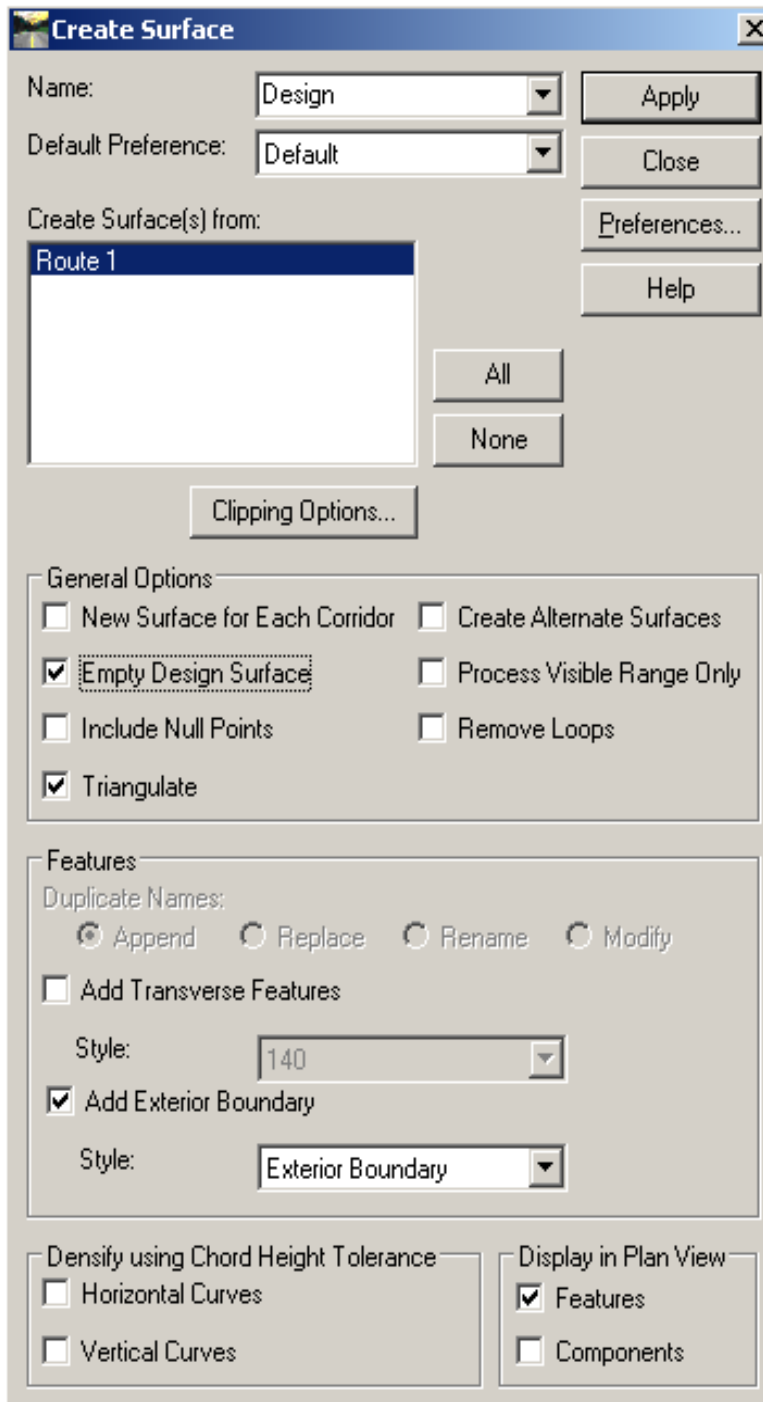 Create Surface
Name: Design Apply
Default Preference: Default Close
Create Surface(s) from: Preferences...
Route 1 Help
All
None
Clipping Options...
General Options
New Surface for Each Corridor Create Alternate Surfaces
Empty Design Surface Process Visible Range Only
Include Null Points Remove Loops
Triangulate
Features
Duplicate Names:
Append Replace Rename Modify
Add Transverse Features
Style: 140
Add Exterior Boundary
Style: Exterior Boundary
Densify using Chord Height Tolerance Display in Plan View
Horizontal Curves Features
Vertical Curves Components